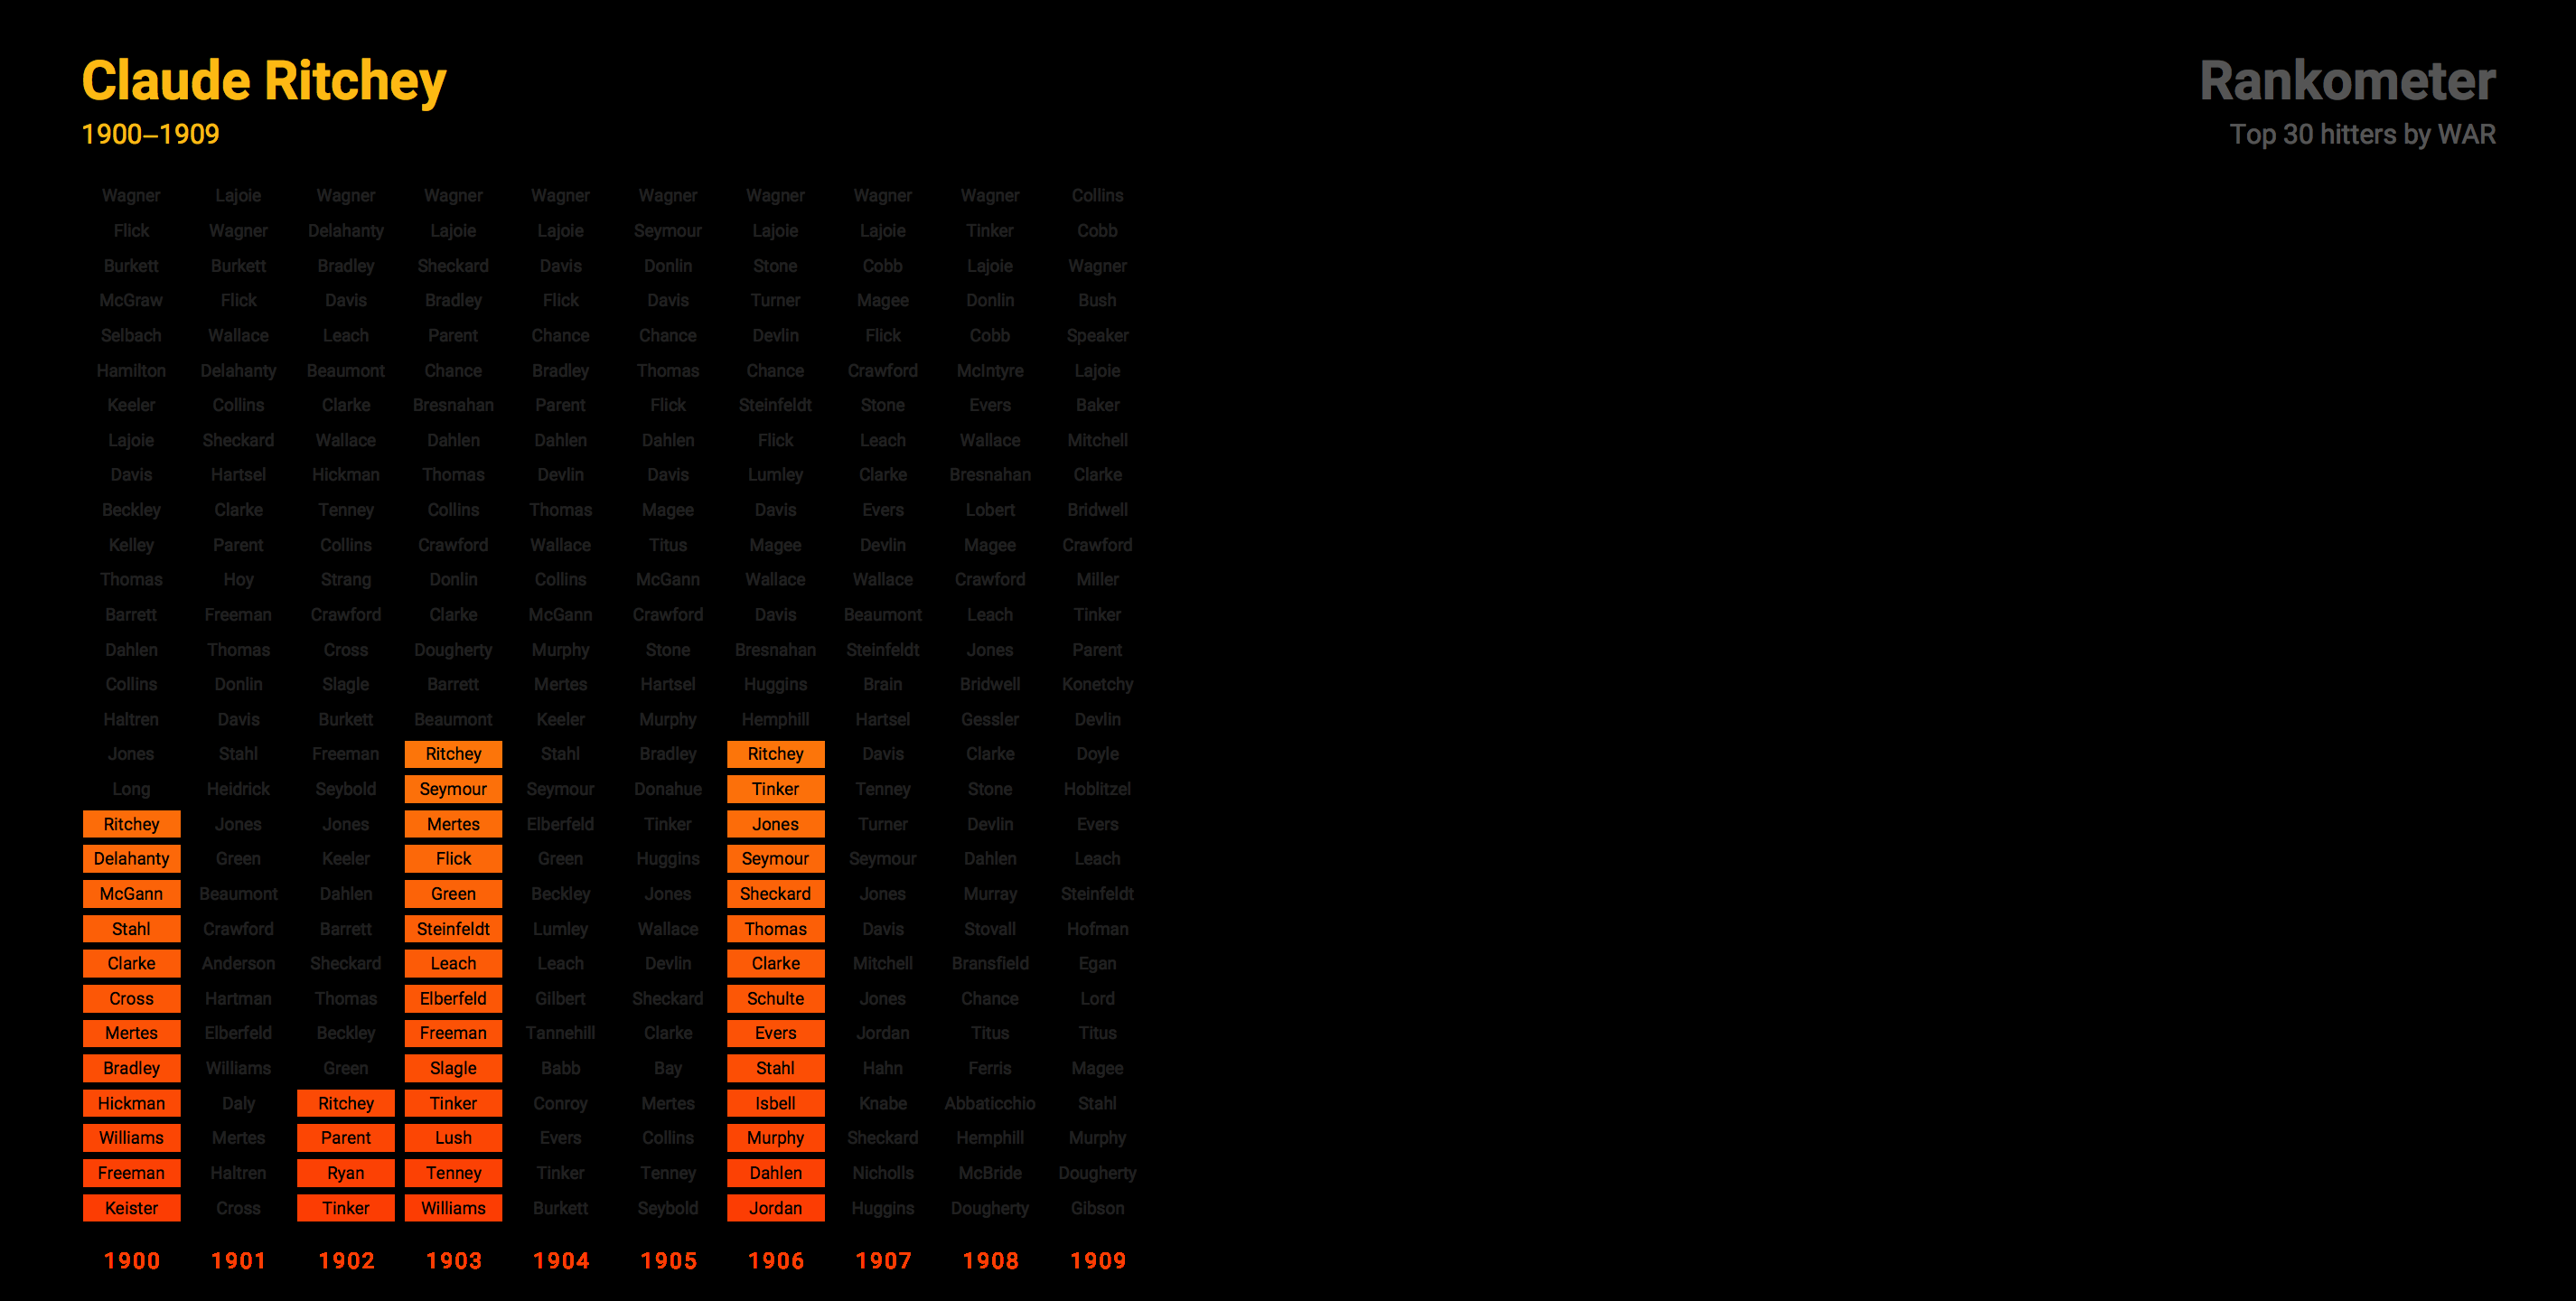 Claude Ritchey
1900–1909
Rankometer
Top 30 hitters by WAR
Wagner Lajoie Wagner Wagner Wagner Wagner Wagner Wagner Wagner Collins
Flick Wagner Delahanty Lajoie Lajoie Seymour Lajoie Lajoie Tinker Cobb
Burkett Burkett Bradley Sheckard Davis Donlin Stone Cobb Lajoie Wagner
McGraw Flick Davis Bradley Flick Davis Turner Magee Donlin Bush
Selbach Wallace Leach Parent Chance Chance Devlin Flick Cobb Speaker
Hamilton Delahanty Beaumont Chance Bradley Thomas Chance Crawford McIntyre Lajoie
Keeler Collins Clarke Bresnahan Parent Flick Steinfeldt Stone Evers Baker
Lajoie Sheckard Wallace Dahlen Dahlen Dahlen Flick Leach Wallace Mitchell
Davis Hartsel Hickman Thomas Devlin Davis Lumley Clarke Bresnahan Clarke
Beckley Clarke Tenney Collins Thomas Magee Davis Evers Lobert Bridwell
Kelley Parent Collins Crawford Wallace Titus Magee Devlin Magee Crawford
Thomas Hoy Strang Donlin Collins McGann Wallace Wallace Crawford Miller
Barrett Freeman Crawford Clarke McGann Crawford Davis Beaumont Leach Tinker
Dahlen Thomas Cross Dougherty Murphy Stone Bresnahan Steinfeldt Jones Parent
Collins Donlin Slagle Barrett Mertes Hartsel Huggins Brain Bridwell Konetchy
Haltren Davis Burkett Beaumont Keeler Murphy Hemphill Hartsel Gessler Devlin
Jones Stahl Freeman Ritchey Stahl Bradley Ritchey Davis Clarke Doyle
Long Heidrick Seybold Seymour Seymour Donahue Tinker Tenney Stone Hoblitzel
Ritchey Jones Jones Mertes Elberfeld Tinker Jones Turner Devlin Evers
Delahanty Green Keeler Flick Green Huggins Seymour Seymour Dahlen Leach
McGann Beaumont Dahlen Green Beckley Jones Sheckard Jones Murray Steinfeldt
Stahl Crawford Barrett Steinfeldt Lumley Wallace Thomas Davis Stovall Hofman
Clarke Anderson Sheckard Leach Leach Devlin Clarke Mitchell Bransfield Egan
Cross Hartman Thomas Elberfeld Gilbert Sheckard Schulte Jones Chance Lord
Mertes Elberfeld Beckley Freeman Tannehill Clarke Evers Jordan Titus Titus
Bradley Williams Green Slagle Babb Bay Stahl Hahn Ferris Magee
Hickman Daly Ritchey Tinker Conroy Mertes Isbell Knabe Abbaticchio Stahl
Williams Mertes Parent Lush Evers Collins Murphy Sheckard Hemphill Murphy
Freeman Haltren Ryan Tenney Tinker Tenney Dahlen Nicholls McBride Dougherty
Keister Cross Tinker Williams Burkett Seybold Jordan Huggins Dougherty Gibson
1900 1901 1902 1903 1904 1905 1906 1907 1908 1909